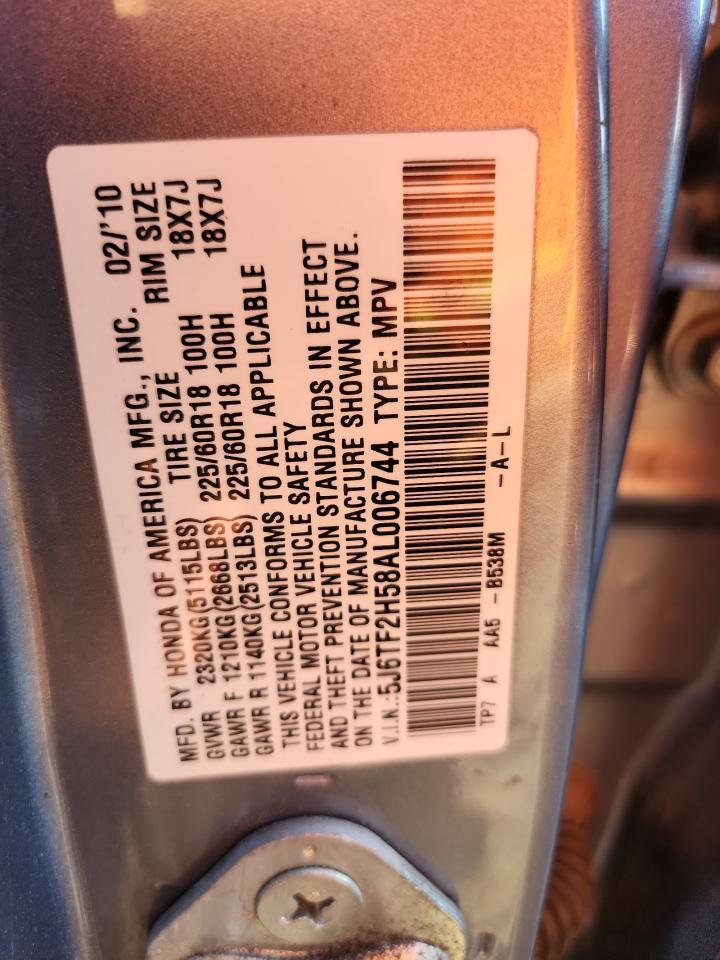 MFD. BY HONDA OF AMERICA MFG., INC. 02/'10
GVWR 2320KG(5115LBS) TIRE SIZE RIM SIZE
GAWR F 1210KG(2668LBS) 225/60R18 100H 18X7J
GAWR R 1140KG(2513LBS) 225/60R18 100H 18X7J
THIS VEHICLE CONFORMS TO ALL APPLICABLE
FEDERAL MOTOR VEHICLE SAFETY
AND THEFT PREVENTION STANDARDS IN EFFECT
ON THE DATE OF MANUFACTURE SHOWN ABOVE.
V.I.N.:5J6TF2H58AL006744 TYPE: MPV
TP7 A AA5 -B538M -A-L